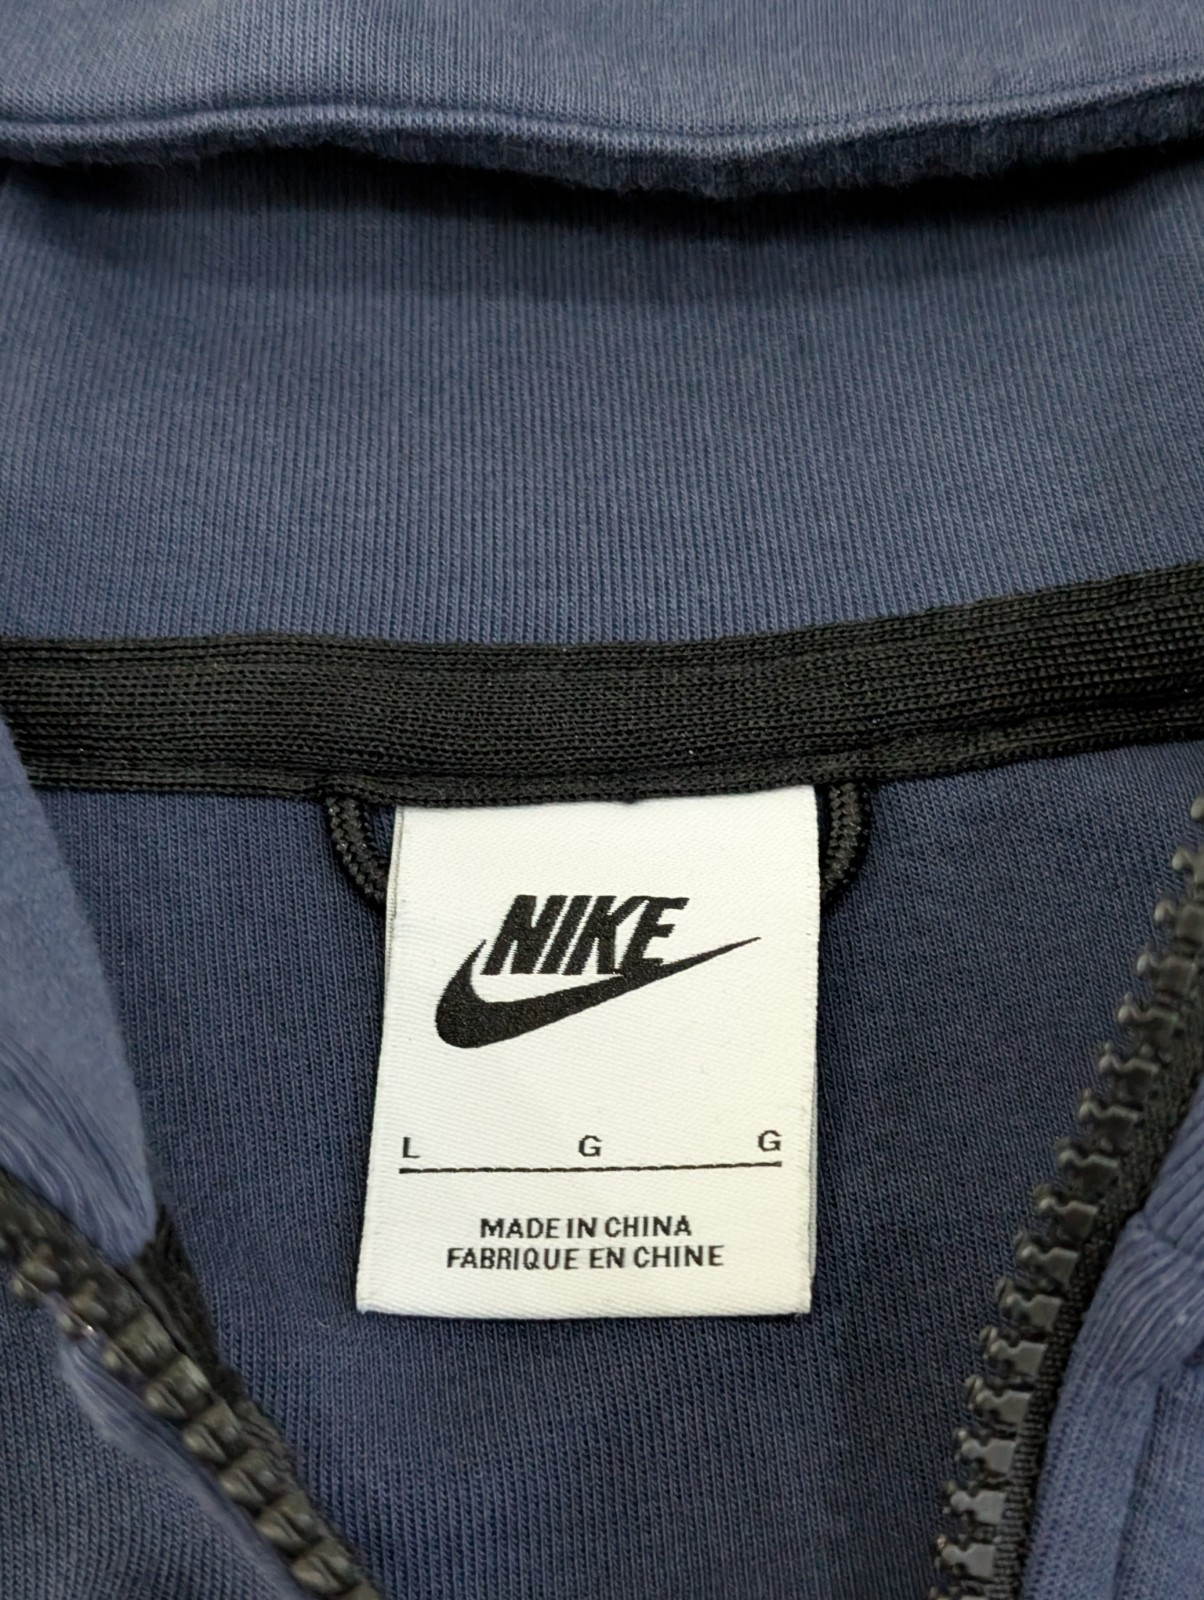 NIKE
L G G
MADE IN CHINA
FABRIQUE EN CHINE